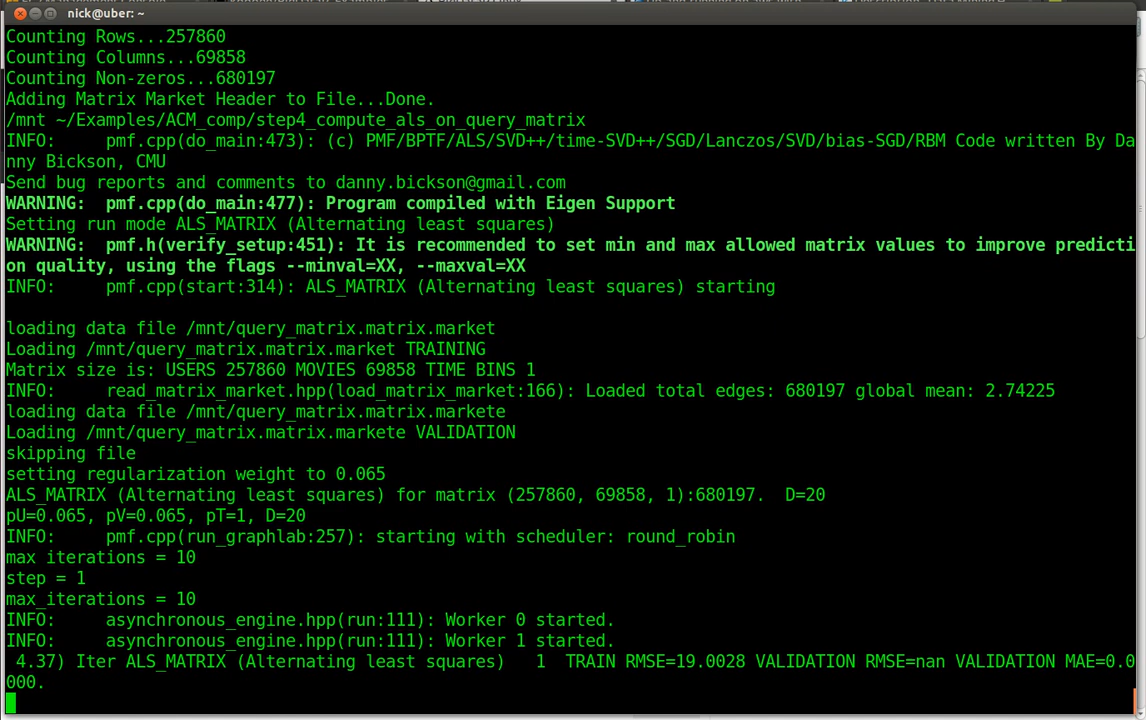 nick@uber: ~
Counting Rows...257860
Counting Columns...69858
Counting Non-zeros...680197
Adding Matrix Market Header to File...Done.
/mnt ~/Examples/ACM_comp/step4_compute_als_on_query_matrix
INFO:     pmf.cpp(do_main:473): (c) PMF/BPTF/ALS/SVD++/time-SVD++/SGD/Lanczos/SVD/bias-SGD/RBM Code written By Da
nny Bickson, CMU
Send bug reports and comments to danny.bickson@gmail.com
WARNING:  pmf.cpp(do_main:477): Program compiled with Eigen Support
Setting run mode ALS_MATRIX (Alternating least squares)
WARNING:  pmf.h(verify_setup:451): It is recommended to set min and max allowed matrix values to improve predicti
on quality, using the flags --minval=XX, --maxval=XX
INFO:     pmf.cpp(start:314): ALS_MATRIX (Alternating least squares) starting
loading data file /mnt/query_matrix.matrix.market
Loading /mnt/query_matrix.matrix.market TRAINING
Matrix size is: USERS 257860 MOVIES 69858 TIME BINS 1
INFO:     read_matrix_market.hpp(load_matrix_market:166): Loaded total edges: 680197 global mean: 2.74225
loading data file /mnt/query_matrix.matrix.markete
Loading /mnt/query_matrix.matrix.markete VALIDATION
skipping file
setting regularization weight to 0.065
ALS_MATRIX (Alternating least squares) for matrix (257860, 69858, 1):680197.  D=20
pU=0.065, pV=0.065, pT=1, D=20
INFO:     pmf.cpp(run_graphlab:257): starting with scheduler: round_robin
max iterations = 10
step = 1
max_iterations = 10
INFO:     asynchronous_engine.hpp(run:111): Worker 0 started.
INFO:     asynchronous_engine.hpp(run:111): Worker 1 started.
 4.37) Iter ALS_MATRIX (Alternating least squares)   1  TRAIN RMSE=19.0028 VALIDATION RMSE=nan VALIDATION MAE=0.0
000.